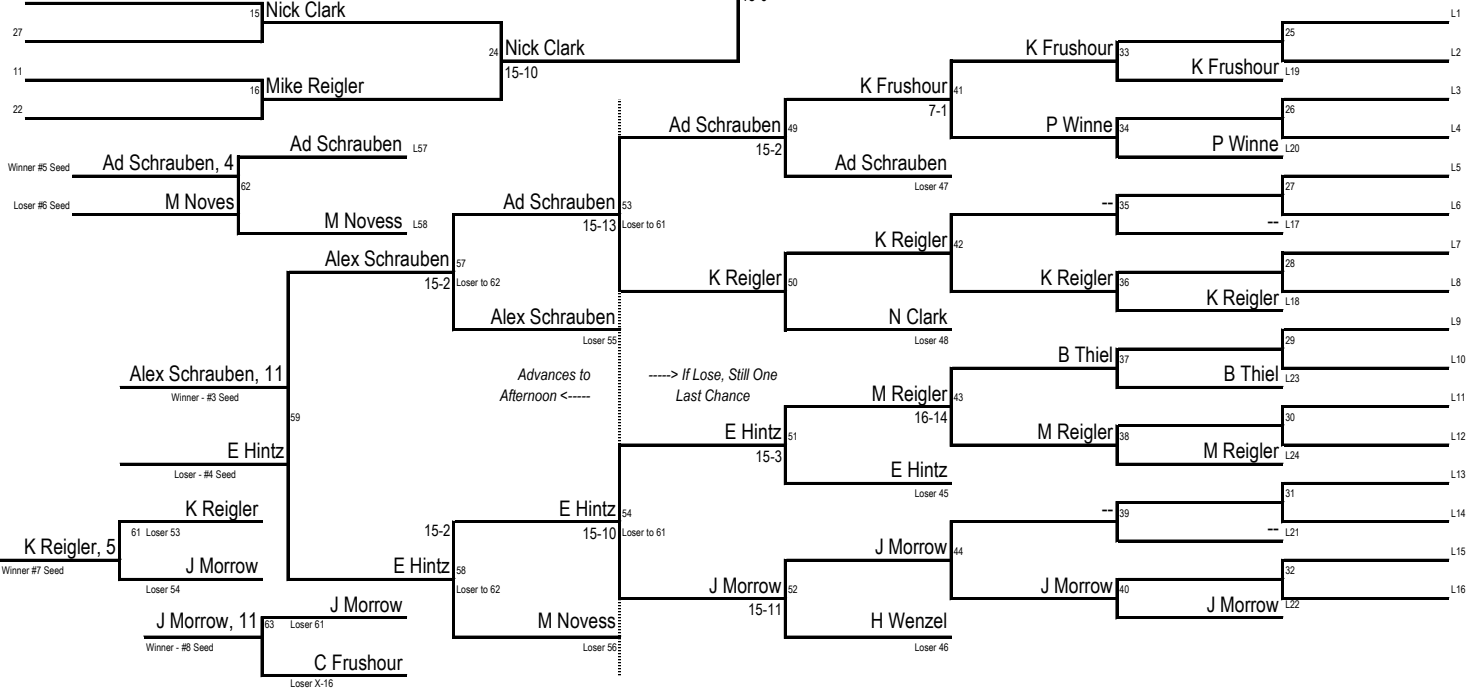 15 Nick Clark
27
24 Nick Clark
15-10
11
16 Mike Reigler
22
Winner #5 Seed
Ad Schrauben, 4
Ad Schrauben L57
62
Loser #6 Seed
M Noves
M Novess L58
Alex Schrauben 57
15-2 Loser to 62
Ad Schrauben 53
15-13 Loser to 61
Alex Schrauben
Loser 55
Alex Schrauben, 11
Winner - #3 Seed
59
E Hintz
Loser - #4 Seed
Advances to
Afternoon <-----
-----> If Lose, Still One
Last Chance
K Reigler
61 Loser 53
K Reigler, 5
Winner #7 Seed
J Morrow
Loser 54
15-2
E Hintz 58
Loser to 62
E Hintz 54
15-10 Loser to 61
M Novess
Loser 56
J Morrow
J Morrow, 11 63 Loser 61
Winner - #8 Seed
C Frushour
Loser X-16
Ad Schrauben 49
15-2
K Frushour 41
7-1
Ad Schrauben
Loser 47
K Reigler 50
K Reigler 42
N Clark
Loser 48
E Hintz 51
15-3
M Reigler 43
16-14
E Hintz
Loser 45
J Morrow 52
15-11
J Morrow 44
H Wenzel
Loser 46
K Frushour 33
K Frushour L19
P Winne 34
P Winne L20
-- 35
-- L17
K Reigler 36
K Reigler L18
B Thiel 37
B Thiel L23
M Reigler 38
M Reigler L24
-- 39
-- L21
J Morrow 40
J Morrow L22
25
26
27
28
29
30
31
32
L1
L2
L3
L4
L5
L6
L7
L8
L9
L10
L11
L12
L13
L14
L15
L16